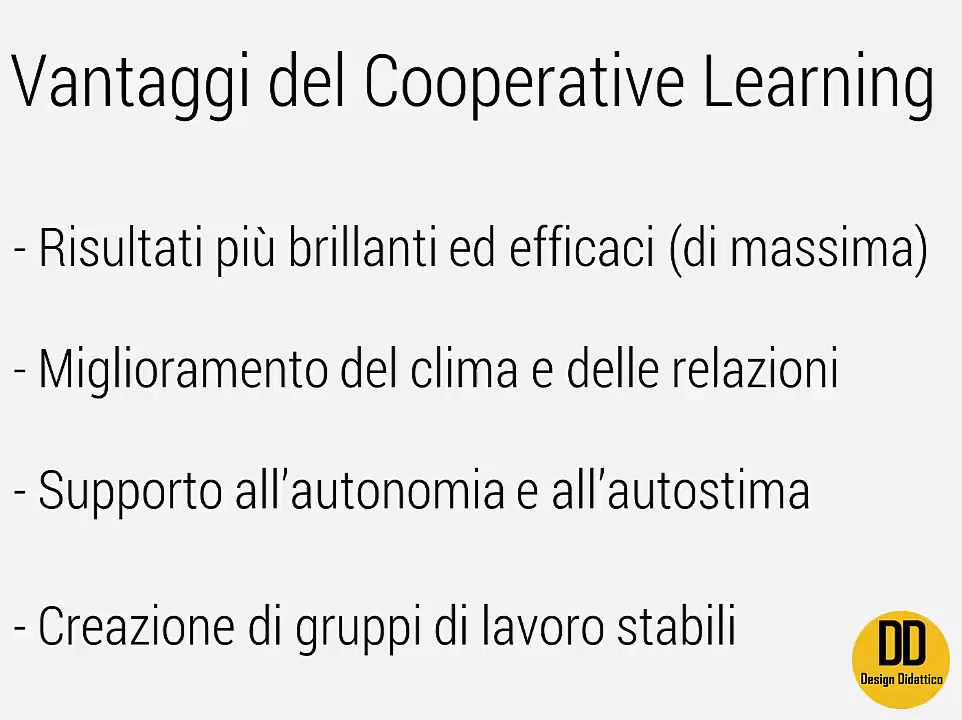 Vantaggi del Cooperative Learning
- Risultati più brillanti ed efficaci (di massima)
- Miglioramento del clima e delle relazioni
- Supporto all’autonomia e all’autostima
- Creazione di gruppi di lavoro stabili
DD
Design Didattico